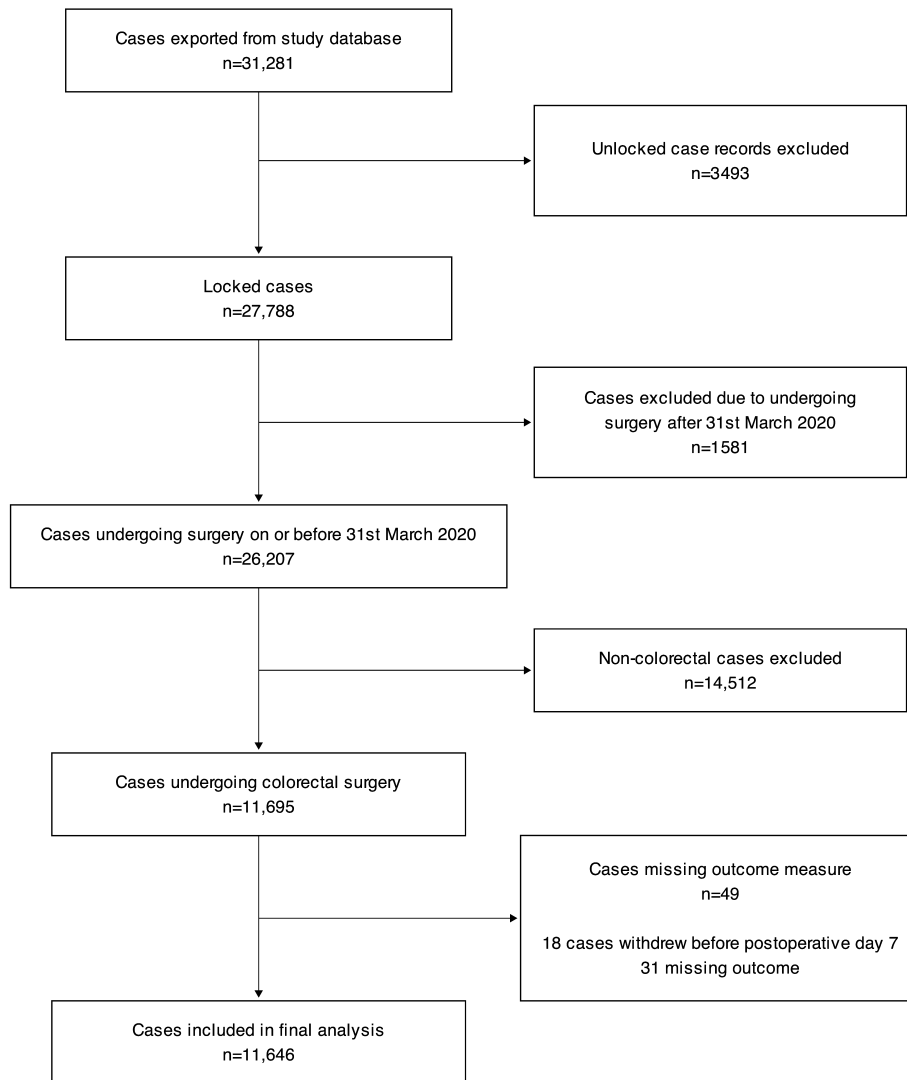 Cases exported from study database
n=31,281
Unlocked case records excluded
n=3493
Locked cases
n=27,788
Cases excluded due to undergoing
surgery after 31st March 2020
n=1581
Cases undergoing surgery on or before 31st March 2020
n=26,207
Non-colorectal cases excluded
n=14,512
Cases undergoing colorectal surgery
n=11,695
Cases missing outcome measure
n=49
18 cases withdrew before postoperative day 7
31 missing outcome
Cases included in final analysis
n=11,646